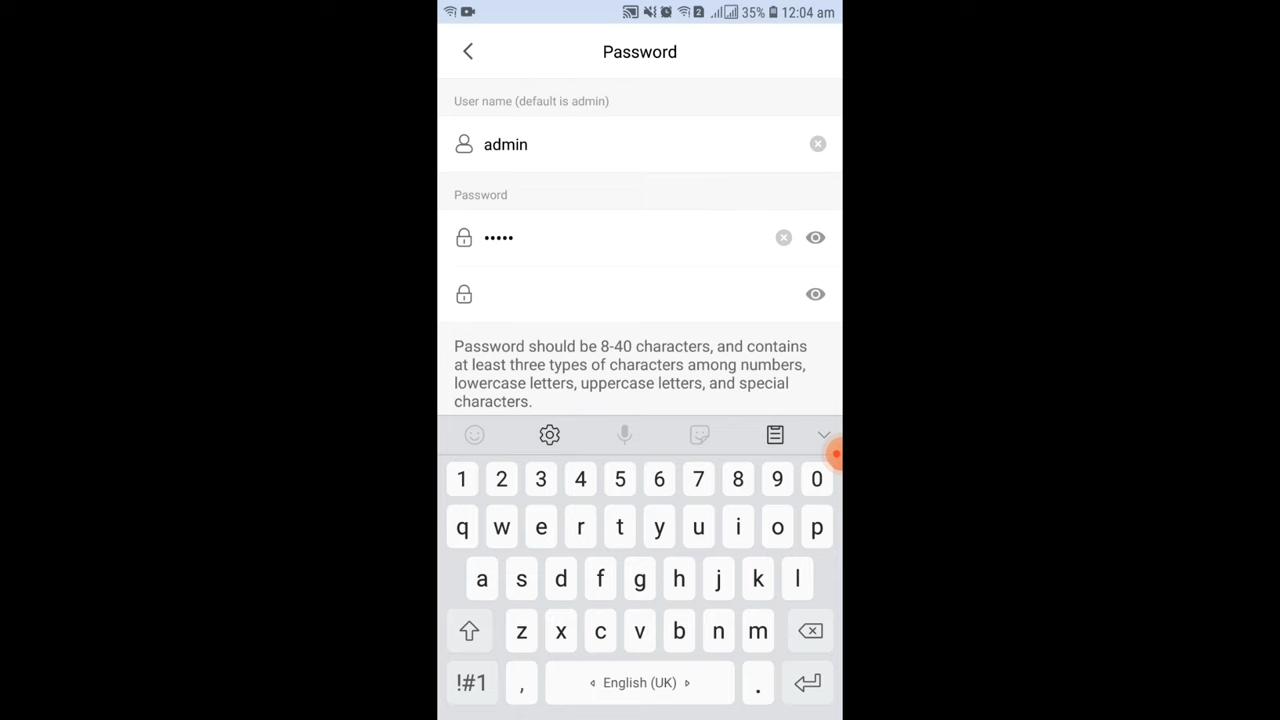 2 35% 12:04 am
Password
User name (default is admin)
admin
Password
•••••
Password should be 8-40 characters, and contains
at least three types of characters among numbers,
lowercase letters, uppercase letters, and special
characters.
1 2 3 4 5 6 7 8 9 0
q w e r t y u i o p
a s d f g h j k l
z x c v b n m
!#1 , English (UK) .